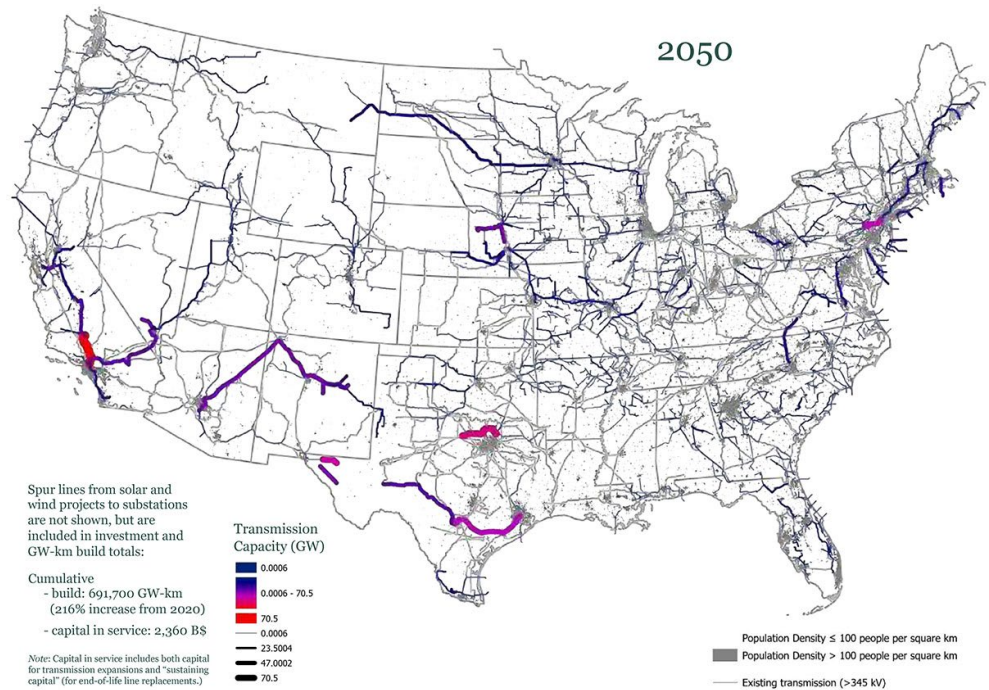 2050
Spur lines from solar and
wind projects to substations
are not shown, but are
included in investment and
GW-km build totals:
Cumulative
- build: 691,700 GW-km
(216% increase from 2020)
- capital in service: 2,360 B$
Note: Capital in service includes both capital
for transmission expansions and “sustaining
capital” (for end-of-life line replacements.)
Transmission
Capacity (GW)
0.0006
0.0006 - 70.5
70.5
0.0006
23.5004
47.0002
70.5
Population Density ≤ 100 people per square km
Population Density > 100 people per square km
Existing transmission (>345 kV)